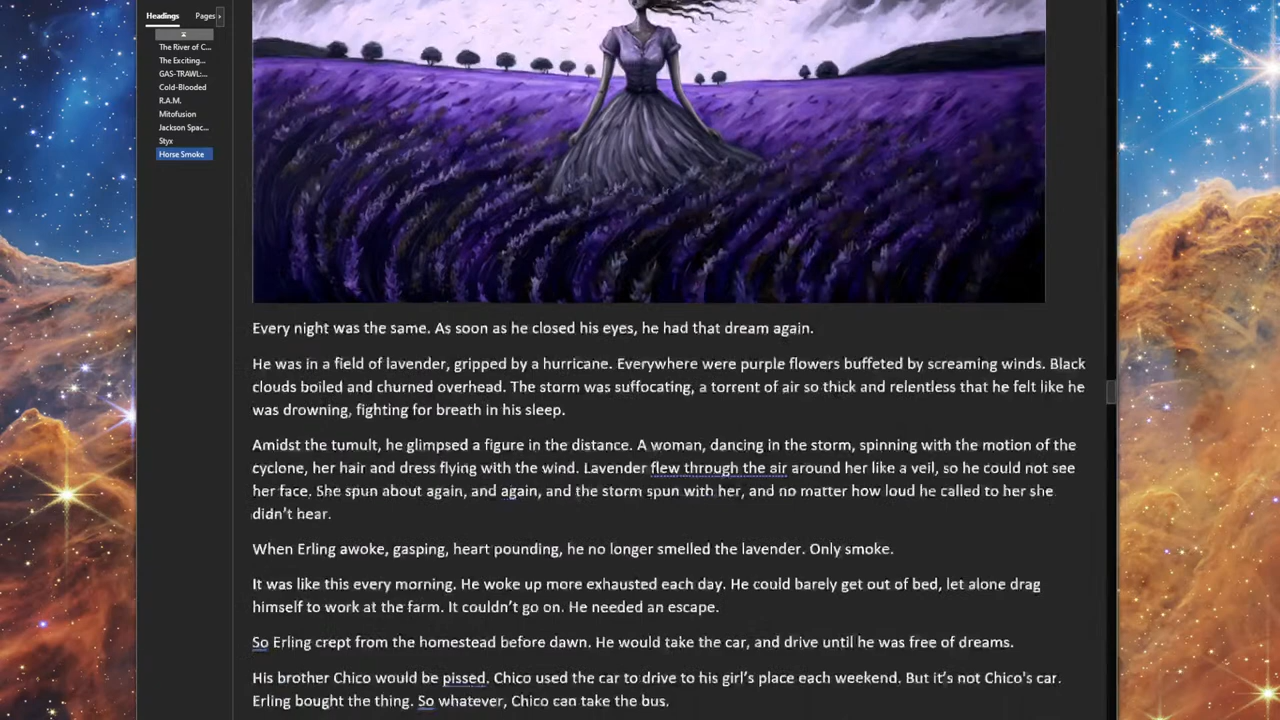 Headings
Pages
The River of C...
The Exciting...
GAS-TRAWL:...
Cold-Blooded
R.A.M.
Mitofusion
Jackson Spac...
Styx
Horse Smoke
Every night was the same. As soon as he closed his eyes, he had that dream again.
He was in a field of lavender, gripped by a hurricane. Everywhere were purple flowers buffeted by screaming winds. Black
clouds boiled and churned overhead. The storm was suffocating, a torrent of air so thick and relentless that he felt like he
was drowning, fighting for breath in his sleep.
Amidst the tumult, he glimpsed a figure in the distance. A woman, dancing in the storm, spinning with the motion of the
cyclone, her hair and dress flying with the wind. Lavender flew through the air around her like a veil, so he could not see
her face. She spun about again, and again, and the storm spun with her, and no matter how loud he called to her she
didn’t hear.
When Erling awoke, gasping, heart pounding, he no longer smelled the lavender. Only smoke.
It was like this every morning. He woke up more exhausted each day. He could barely get out of bed, let alone drag
himself to work at the farm. It couldn’t go on. He needed an escape.
So Erling crept from the homestead before dawn. He would take the car, and drive until he was free of dreams.
His brother Chico would be pissed. Chico used the car to drive to his girl’s place each weekend. But it’s not Chico's car.
Erling bought the thing. So whatever, Chico can take the bus.